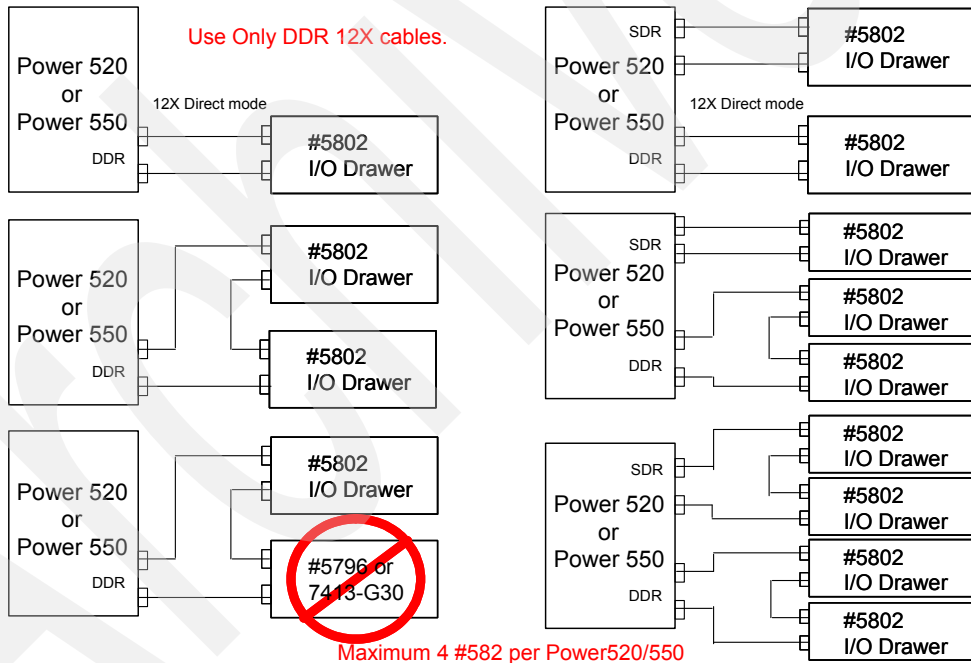 Use Only DDR 12X cables.
Power 520
or
Power 550
DDR
12X Direct mode
#5802
I/O Drawer
Power 520
or
Power 550
DDR
#5802
I/O Drawer
#5802
I/O Drawer
Power 520
or
Power 550
DDR
#5802
I/O Drawer
#5796 or
7413-G30
SDR
Power 520
or
Power 550
DDR
12X Direct mode
#5802
I/O Drawer
#5802
I/O Drawer
SDR
Power 520
or
Power 550
DDR
#5802
I/O Drawer
#5802
I/O Drawer
#5802
I/O Drawer
SDR
Power 520
or
Power 550
DDR
#5802
I/O Drawer
#5802
I/O Drawer
#5802
I/O Drawer
#5802
I/O Drawer
Maximum 4 #582 per Power520/550